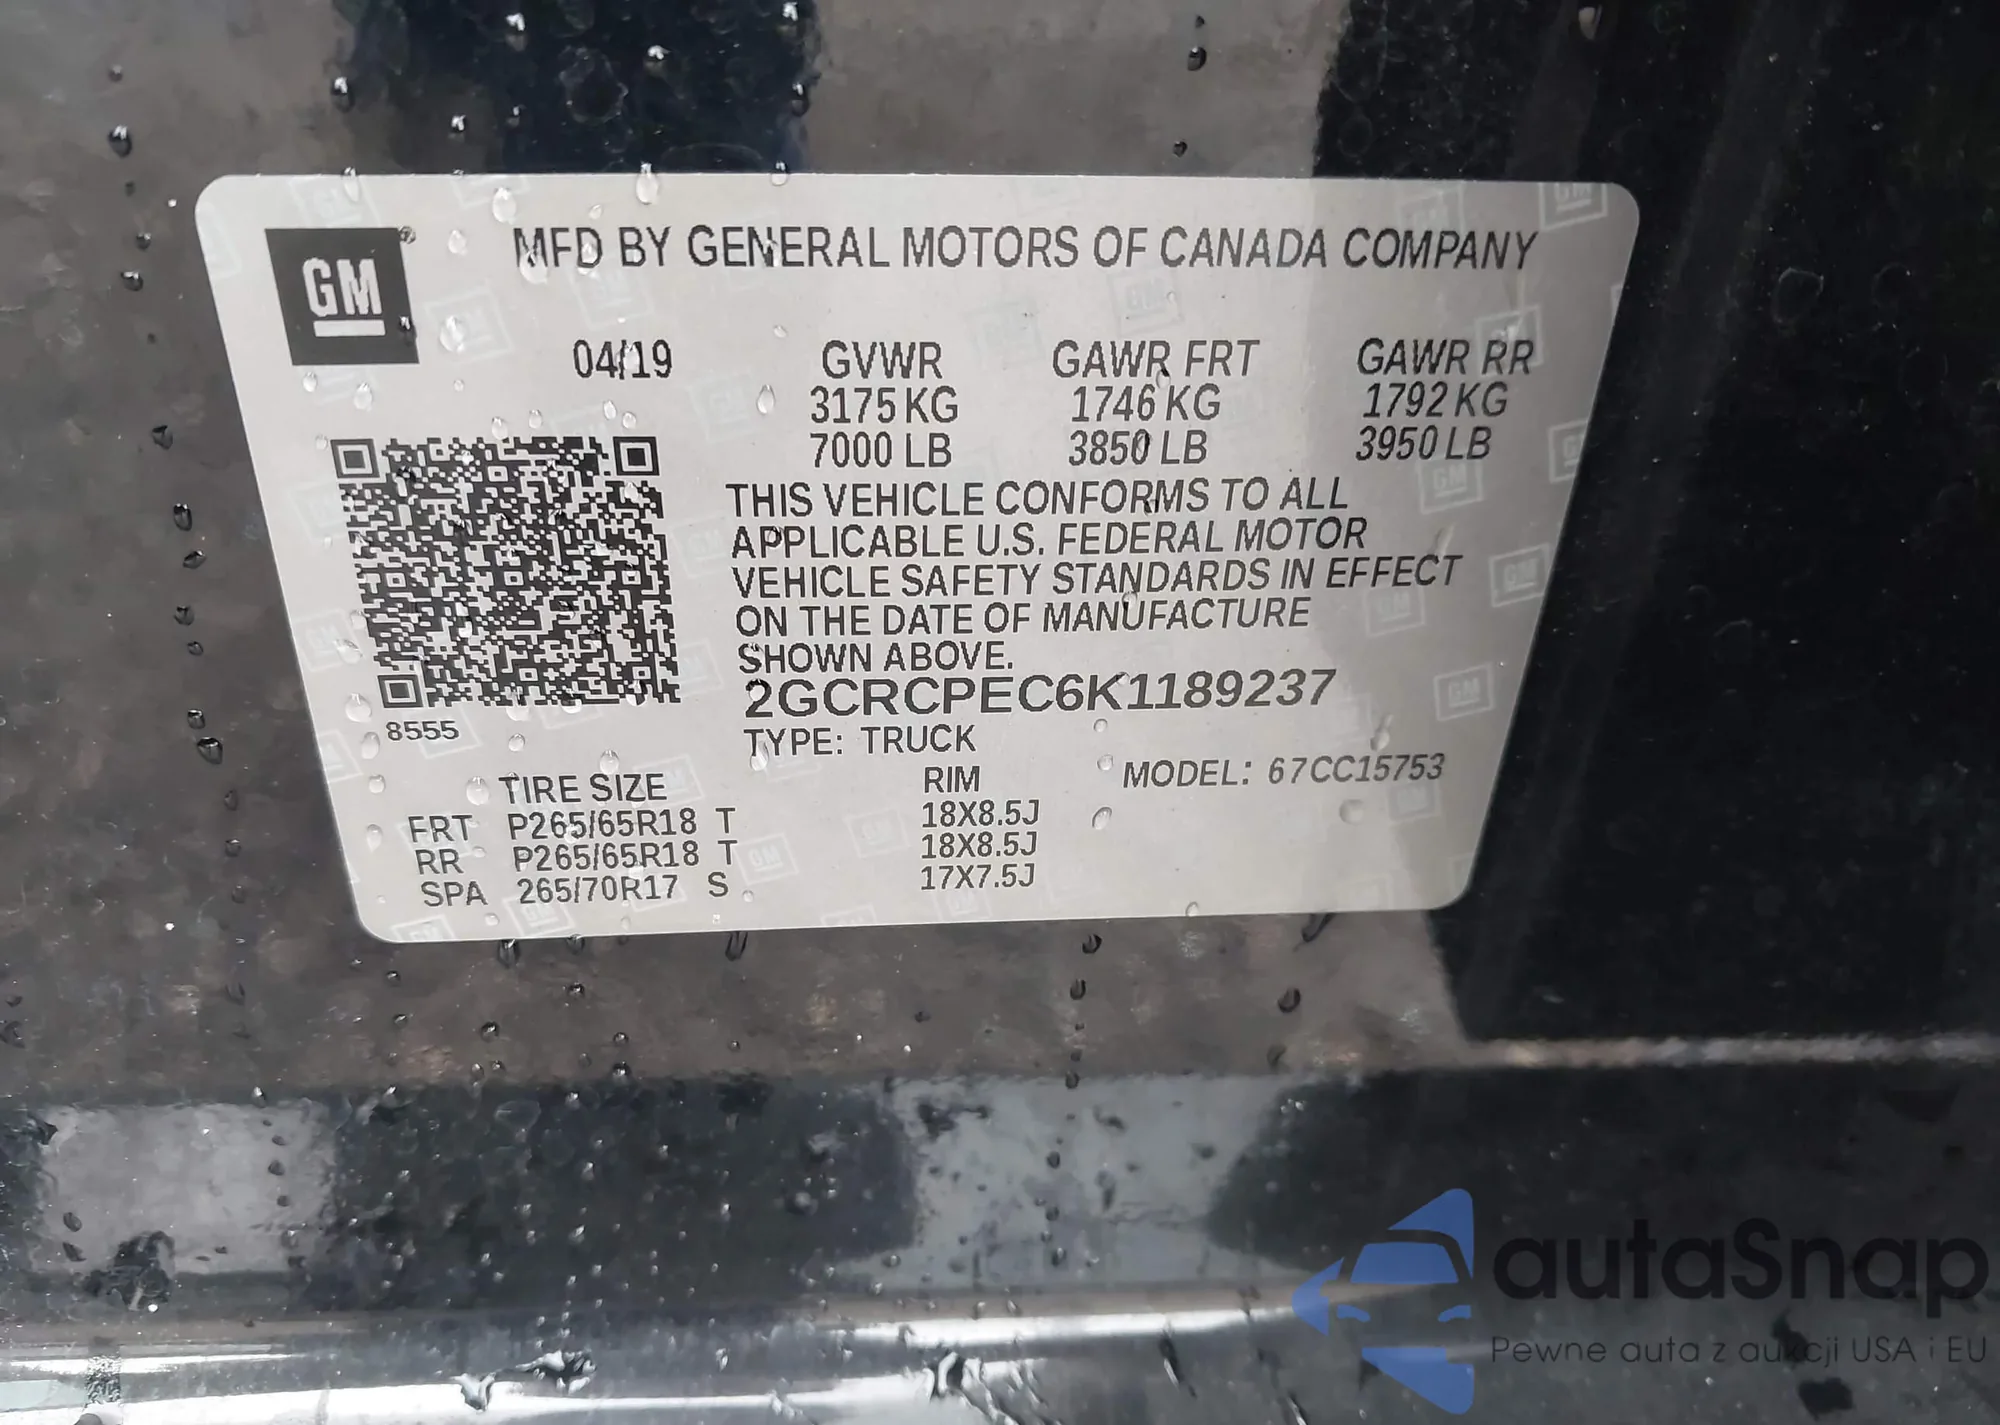 GM
MFD BY GENERAL MOTORS OF CANADA COMPANY
04/19 GVWR GAWR FRT GAWR RR
3175 KG 1746 KG 1792 KG
7000 LB 3850 LB 3950 LB
THIS VEHICLE CONFORMS TO ALL
APPLICABLE U.S. FEDERAL MOTOR
VEHICLE SAFETY STANDARDS IN EFFECT
ON THE DATE OF MANUFACTURE
SHOWN ABOVE.
2GCRCPEC6K1189237
8555
TYPE: TRUCK
MODEL: 67CC15753
TIRE SIZE RIM
FRT P265/65R18 T 18X8.5J
RR P265/65R18 T 18X8.5J
SPA 265/70R17 S 17X7.5J
autaSnap
Pewne auta z aukcji USA i EU